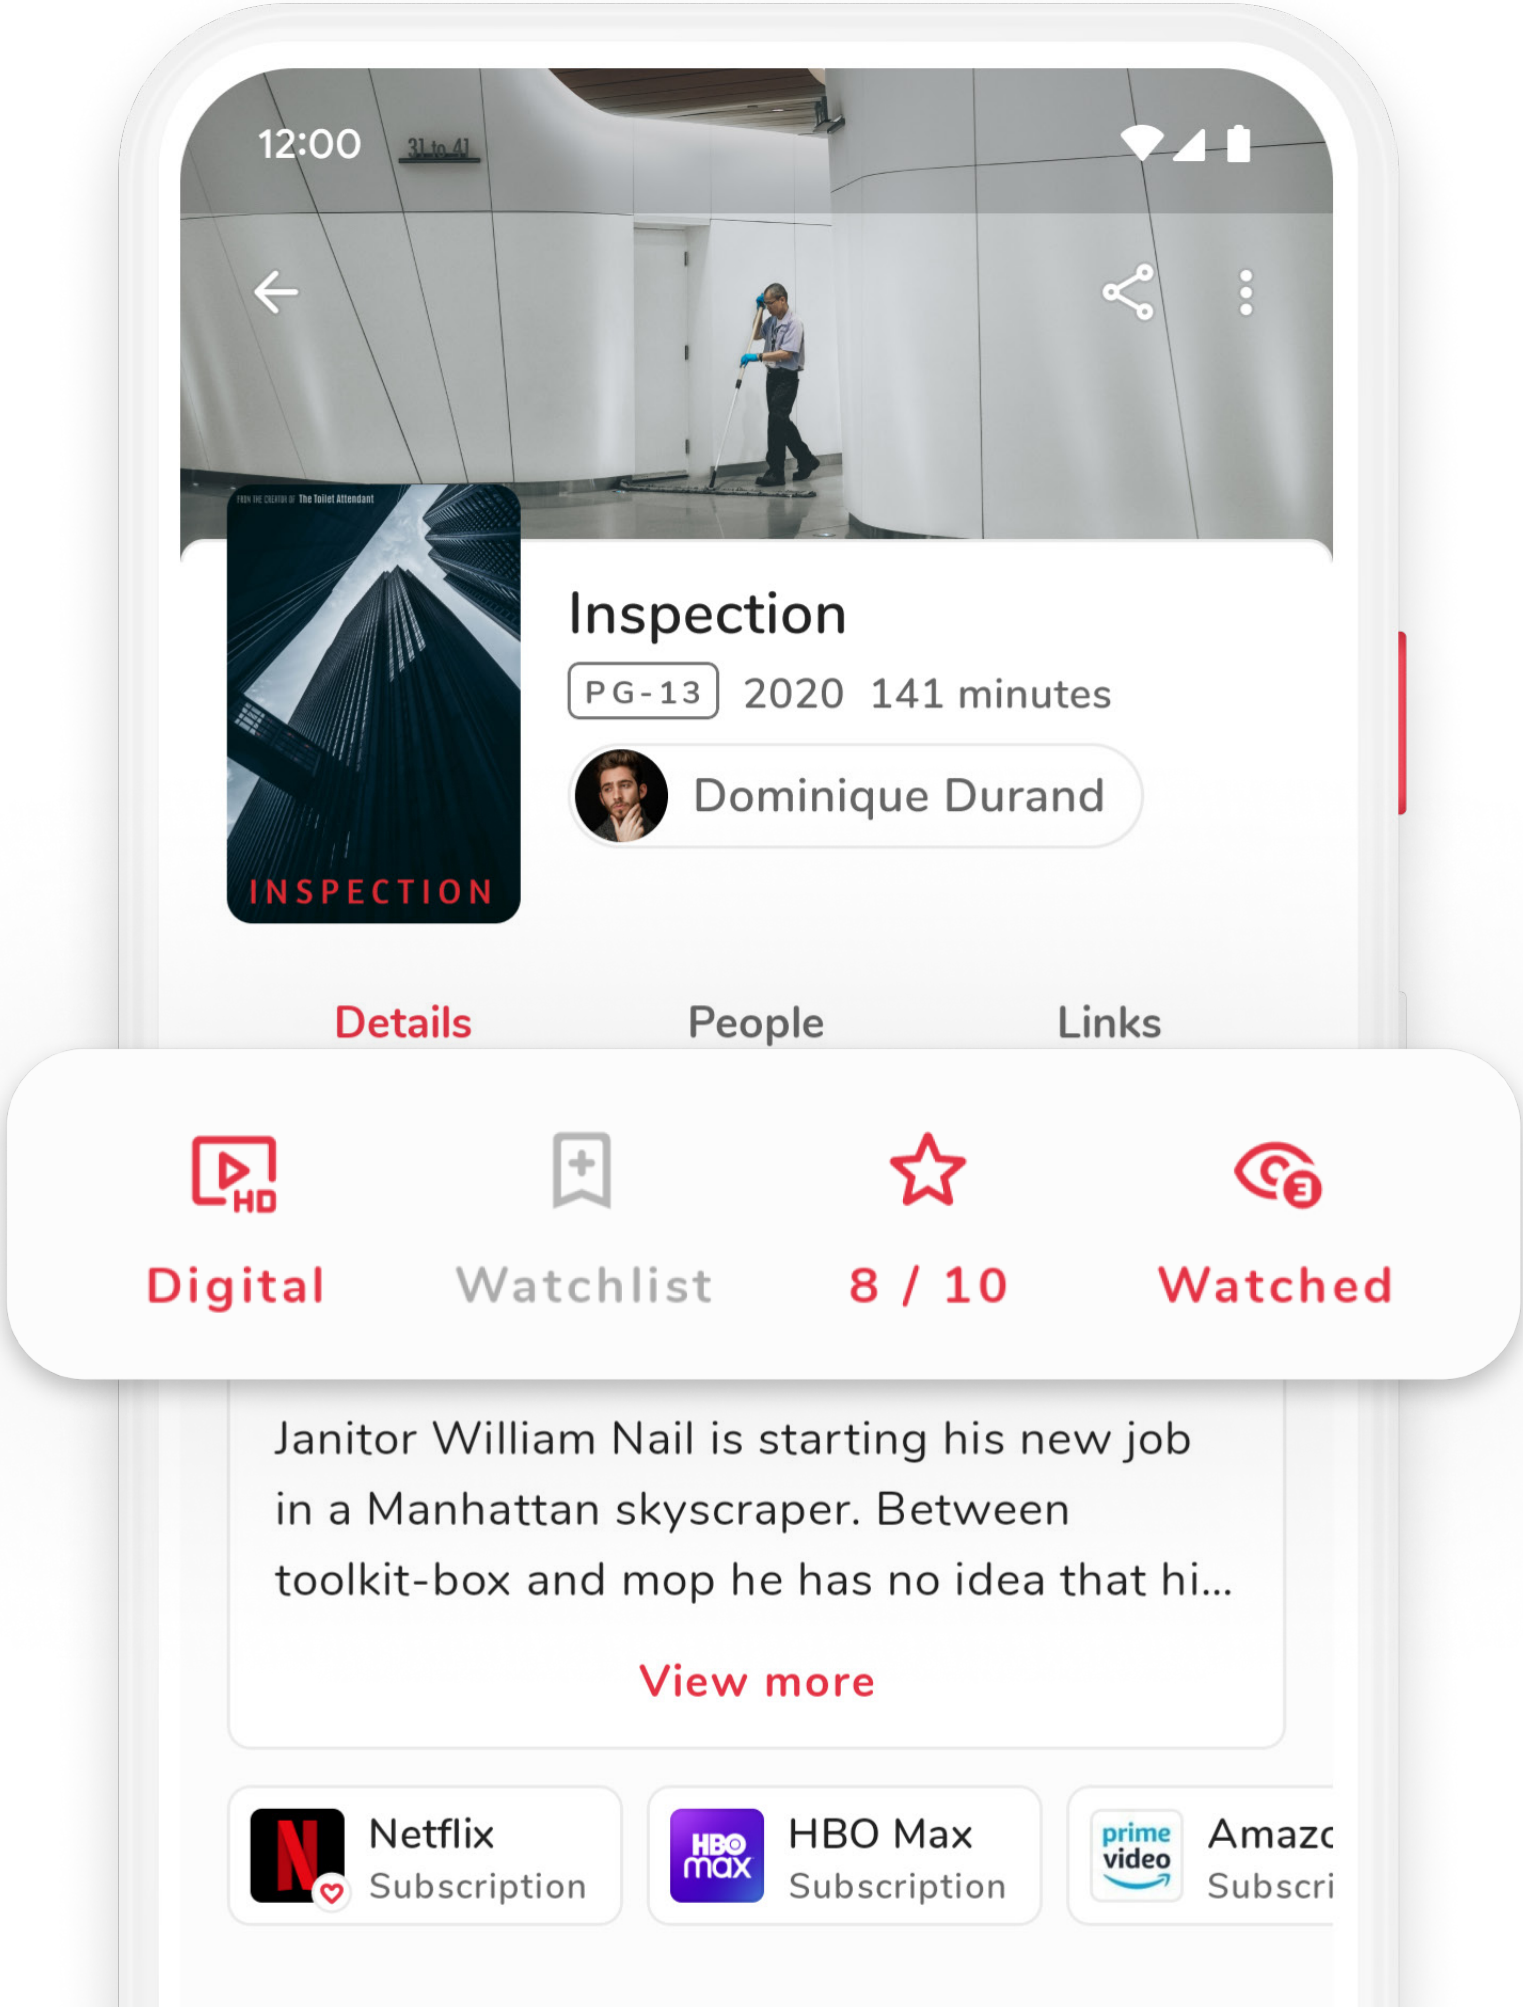 12:00
31 to 41
FROM THE CREATOR OF The Toilet Attendant
INSPECTION
Inspection
PG-13 2020 141 minutes
Dominique Durand
Details People Links
HD 3
Digital Watchlist 8 / 10 Watched
Janitor William Nail is starting his new job
in a Manhattan skyscraper. Between
toolkit-box and mop he has no idea that hi...
View more
N Netflix
Subscription
HBO max HBO Max
Subscription
prime video Amazo
Subscri